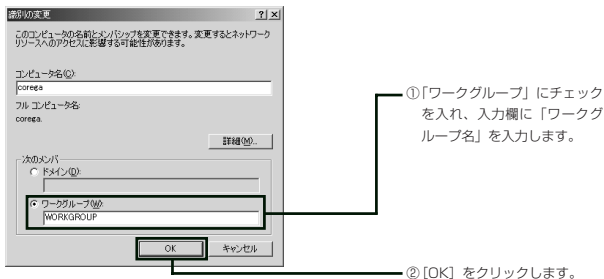 識別の変更
このコンピュータの名前とメンバシップを変更できます。変更するとネットワーク
リソースへのアクセスに影響する可能性があります。
コンピュータ名(C):
corega
フル コンピュータ名:
corega.
詳細(M)...
次のメンバ
ドメイン(D):
ワークグループ(W):
WORKGROUP
OK
キャンセル
①「ワークグループ」にチェック
を入れ、入力欄に「ワークグ
ループ名」を入力します。
②[OK] をクリックします。